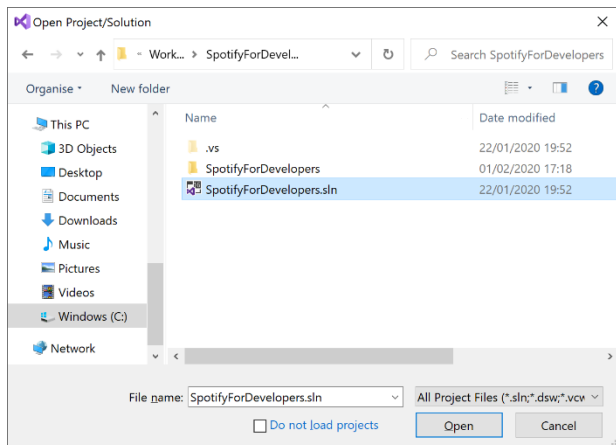 Open Project/Solution
« Work... > SpotifyForDevel...
Search SpotifyForDevelopers
Organise
New folder
Name Date modified
This PC
3D Objects
Desktop
Documents
Downloads
Music
Pictures
Videos
Windows (C:)
Network
.vs 22/01/2020 19:52
SpotifyForDevelopers 01/02/2020 17:18
SpotifyForDevelopers.sln 22/01/2020 19:52
File name: SpotifyForDevelopers.sln
All Project Files (*.sln;*.dsw;*.vcw
Do not load projects
Open
Cancel